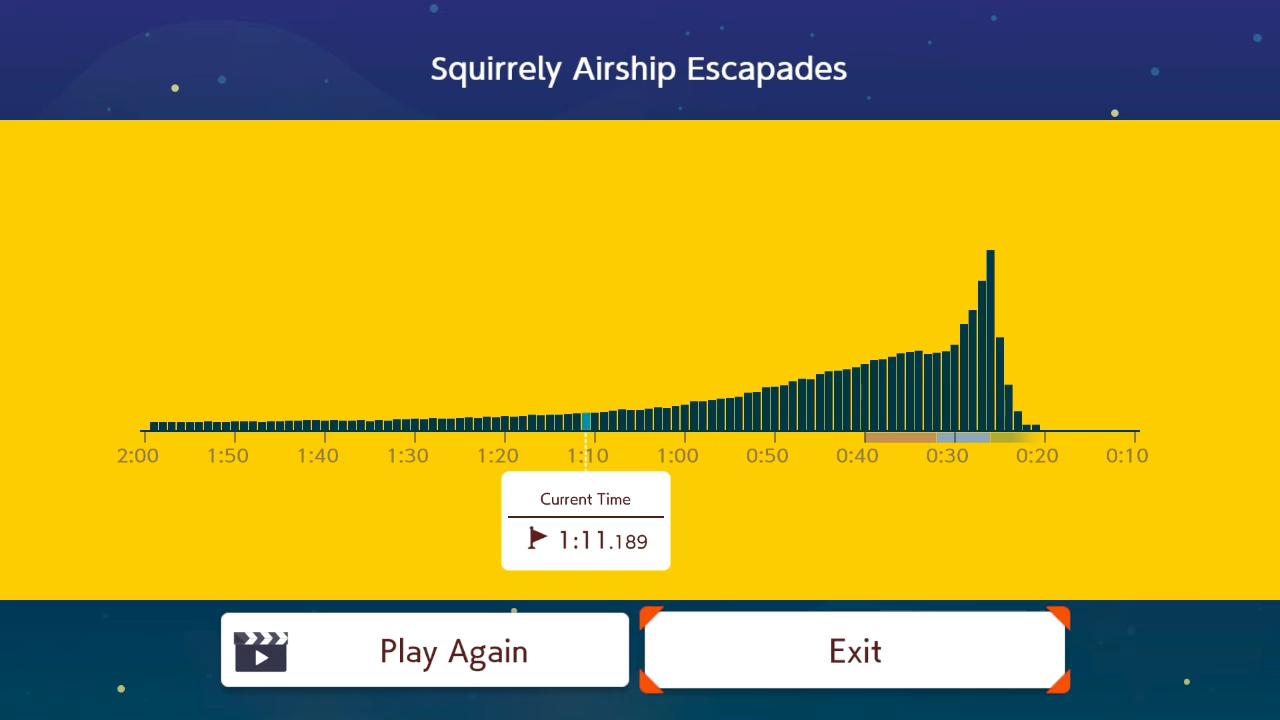 Squirrely Airship Escapades
2:00 1:50 1:40 1:30 1:20 1:10 1:00 0:50 0:40 0:30 0:20 0:10
Current Time
1:11.189
Play Again
Exit